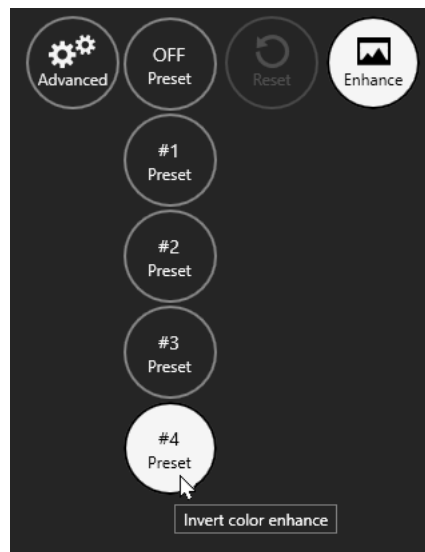 Advanced
OFF
Preset
Reset
Enhance
#1
Preset
#2
Preset
#3
Preset
#4
Preset
Invert color enhance